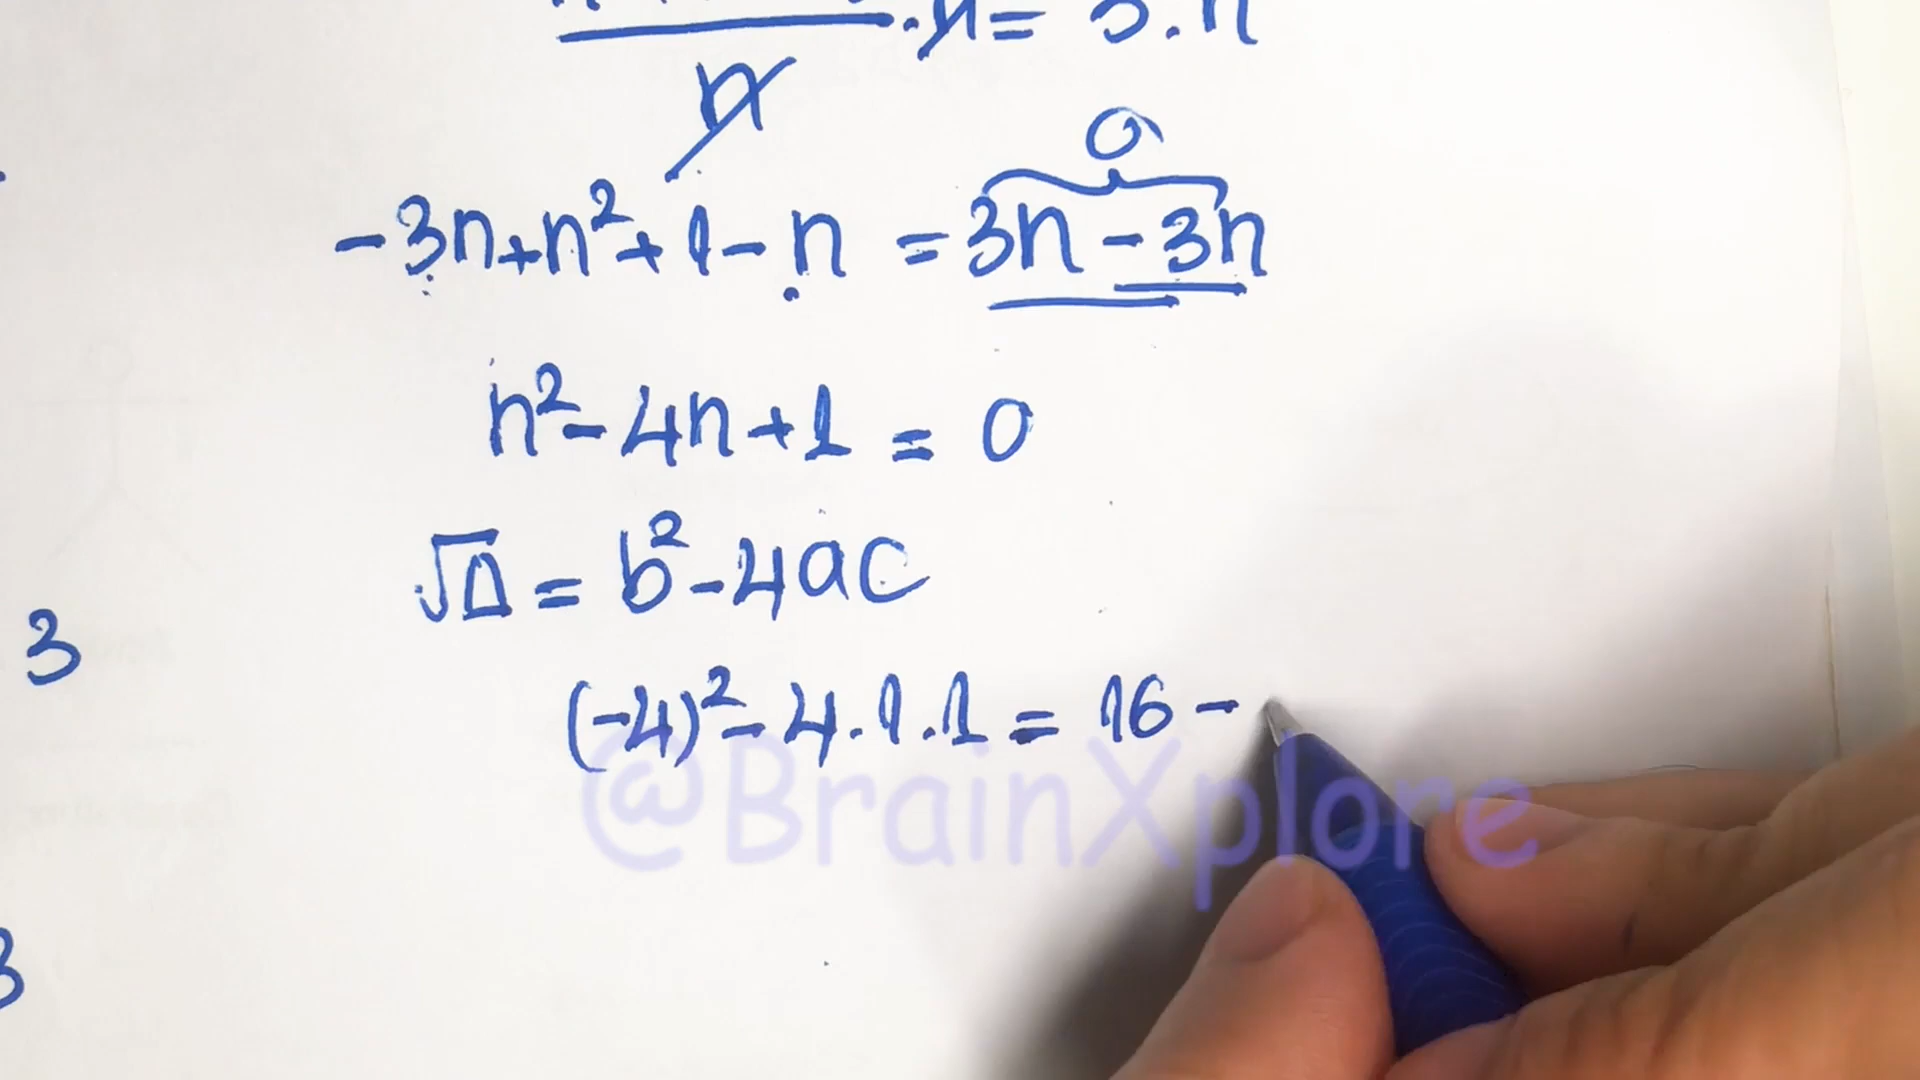 n
-3n+n²+1-n = 3n-3n
0
n²-4n+1 = 0
√Δ = b²-4ac
3
(-4)²-4.1.1 = 16-
@BrainXplore
3